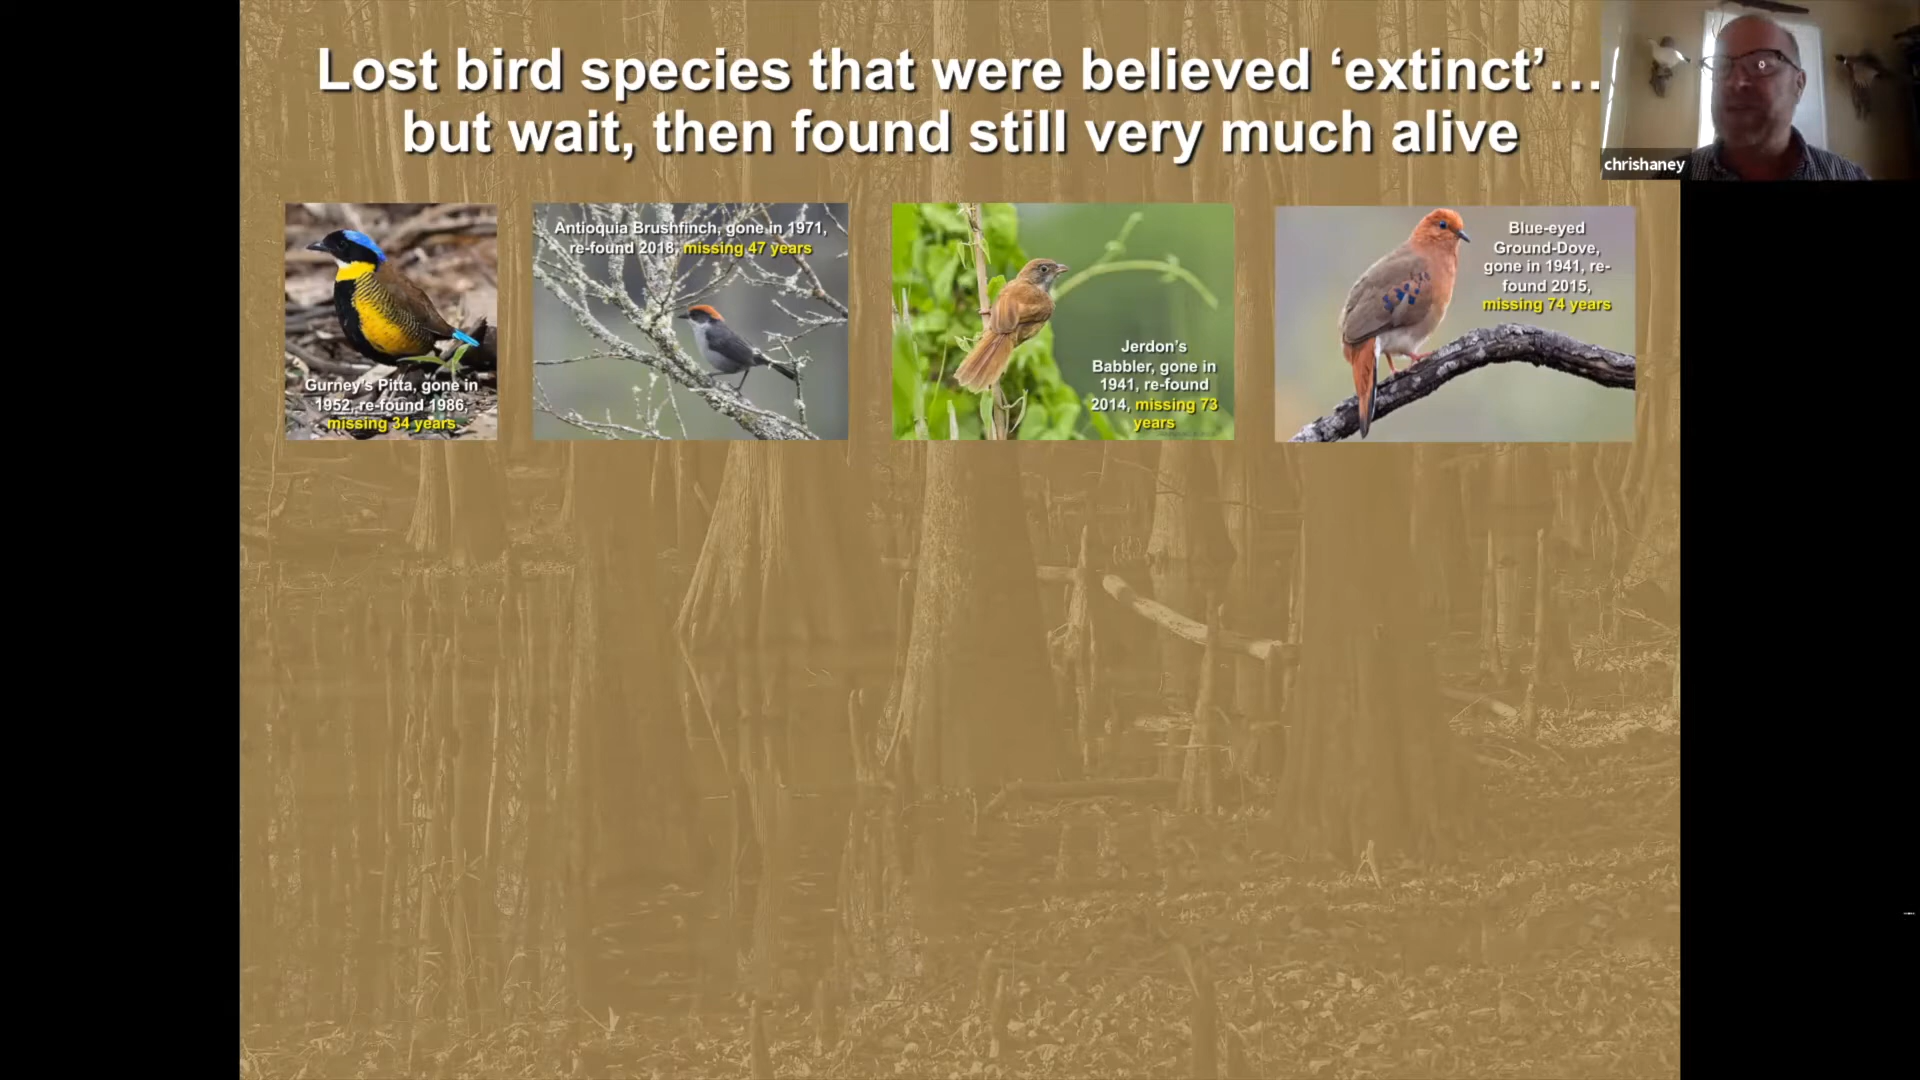 Lost bird species that were believed ‘extinct’…
but wait, then found still very much alive
chrishaney
Gurney’s Pitta, gone in
1952, re-found 1986,
missing 34 years
Antioquia Brushfinch, gone in 1971,
re-found 2018, missing 47 years
Jerdon’s
Babbler, gone in
1941, re-found
2014, missing 73
years
Blue-eyed
Ground-Dove,
gone in 1941, re-
found 2015,
missing 74 years